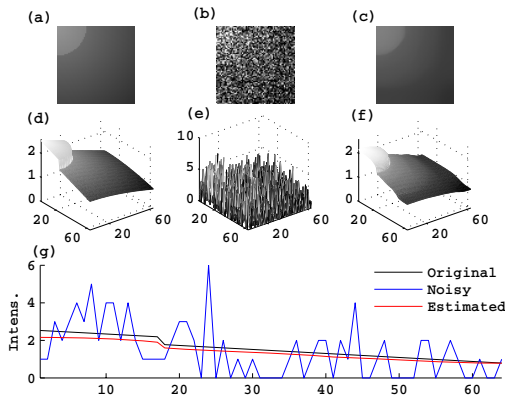 (a) (b) (c)
(d) (e) (f)
2 1 0 20 60 20 60
10 5 0 20 60 20 60
2 1 0 20 60 20 60
(g)
Intens.
6 4 2 0
10 20 30 40 50 60
Original
Noisy
Estimated